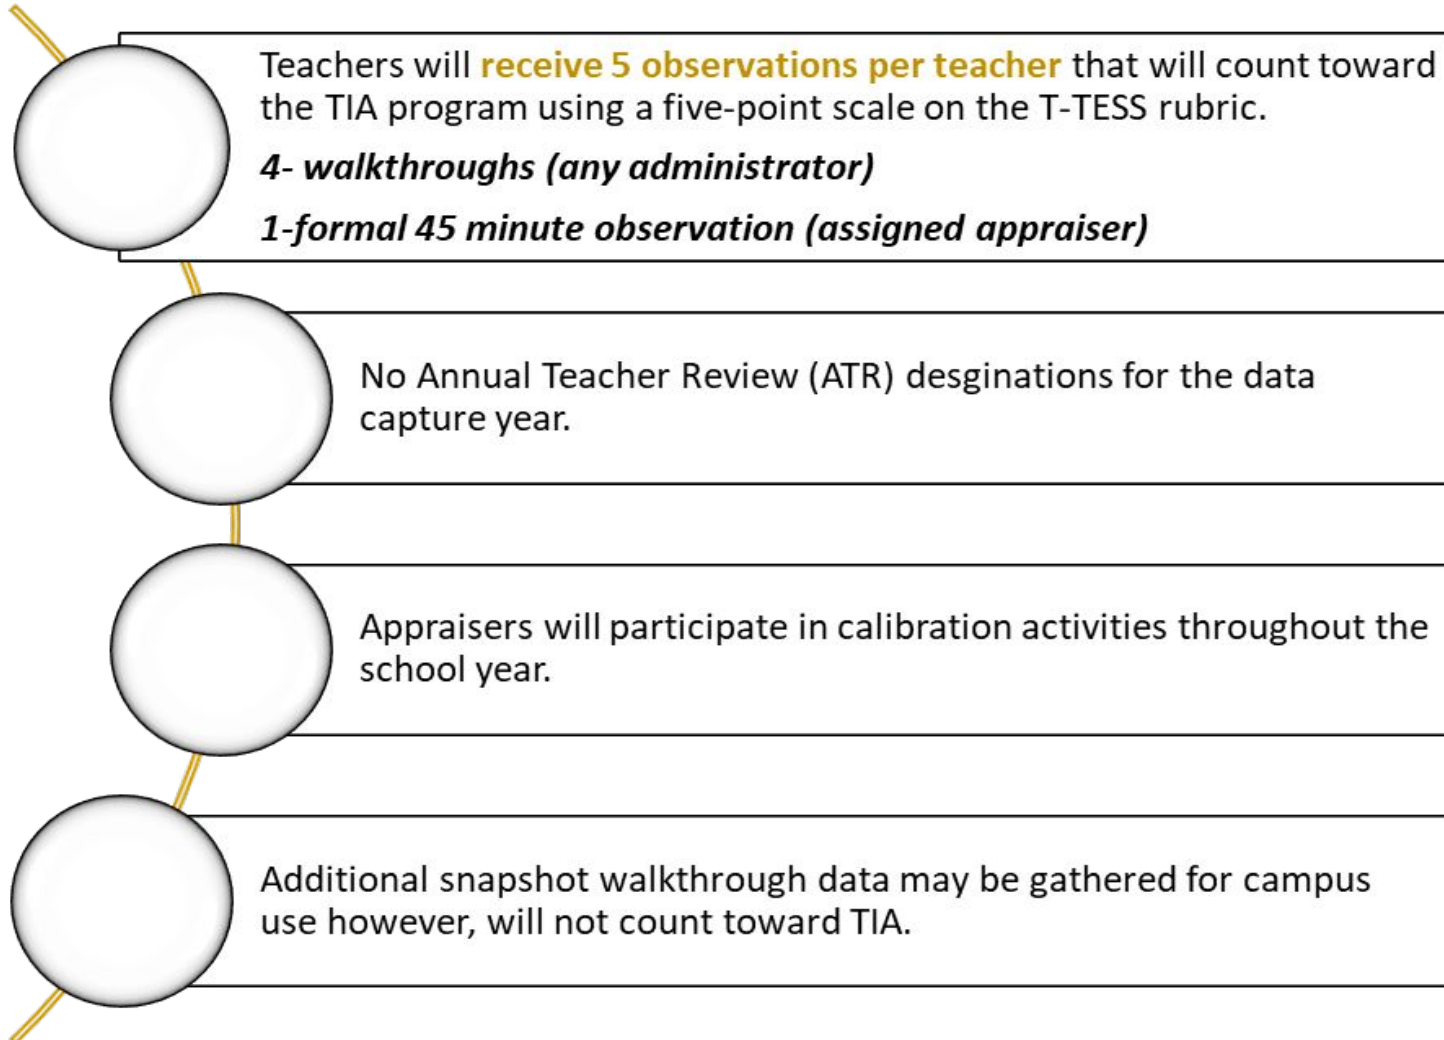 Teachers will receive 5 observations per teacher that will count toward
the TIA program using a five-point scale on the T-TESS rubric.
4- walkthroughs (any administrator)
1-formal 45 minute observation (assigned appraiser)
No Annual Teacher Review (ATR) desginations for the data
capture year.
Appraisers will participate in calibration activities throughout the
school year.
Additional snapshot walkthrough data may be gathered for campus
use however, will not count toward TIA.